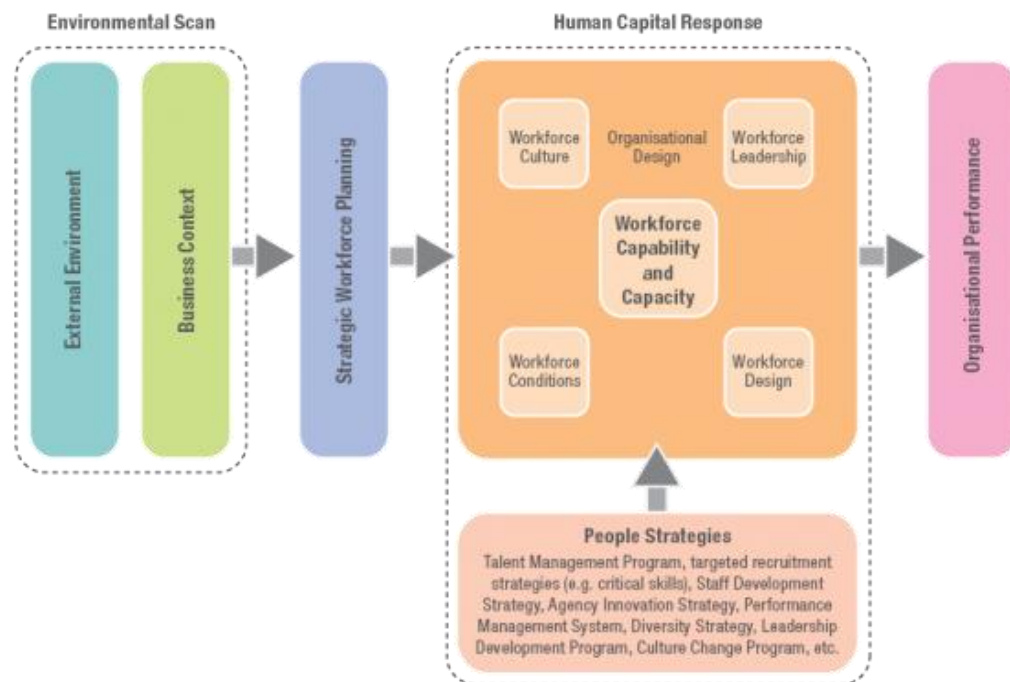 Environmental Scan
External Environment
Business Context
Strategic Workforce Planning
Human Capital Response
Workforce
Culture
Organisational
Design
Workforce
Leadership
Workforce
Capability
and
Capacity
Workforce
Conditions
Workforce
Design
People Strategies
Talent Management Program, targeted recruitment
strategies (e.g. critical skills), Staff Development
Strategy, Agency Innovation Strategy, Performance
Management System, Diversity Strategy, Leadership
Development Program, Culture Change Program, etc.
Organisational Performance